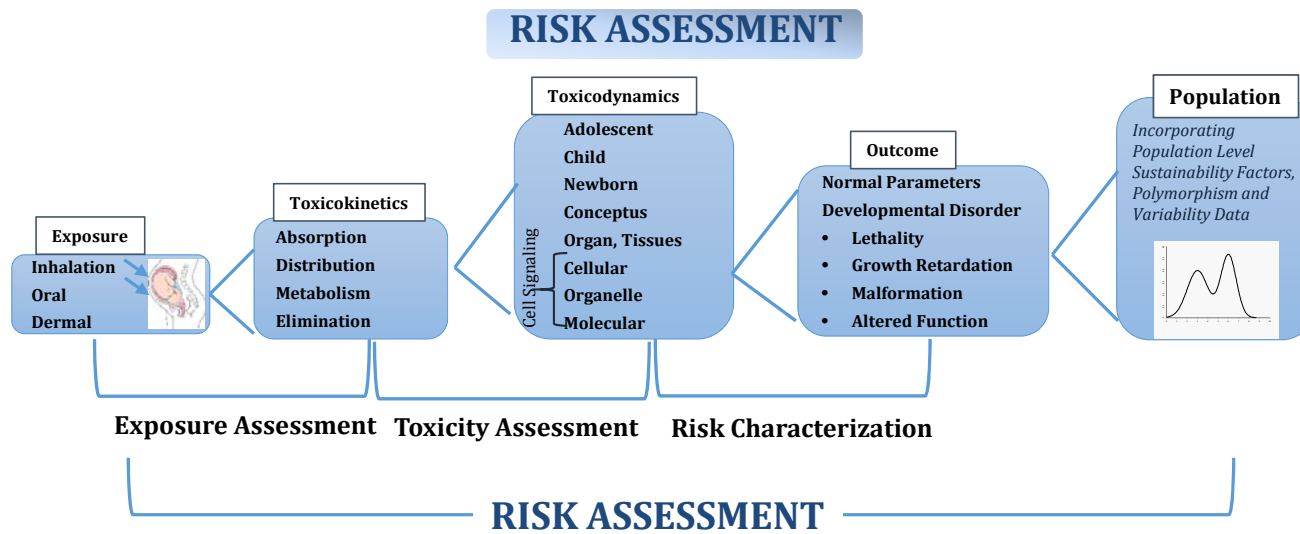 RISK ASSESSMENT
Exposure
Inhalation
Oral
Dermal
Toxicokinetics
Absorption
Distribution
Metabolism
Elimination
Toxicodynamics
Adolescent
Child
Newborn
Conceptus
Organ, Tissues
Cellular
Organelle
Molecular
Cell Signaling
Outcome
Normal Parameters
Developmental Disorder
• Lethality
• Growth Retardation
• Malformation
• Altered Function
Population
Incorporating
Population Level
Sustainability Factors,
Polymorphism and
Variability Data
Exposure Assessment
Toxicity Assessment
Risk Characterization
RISK ASSESSMENT